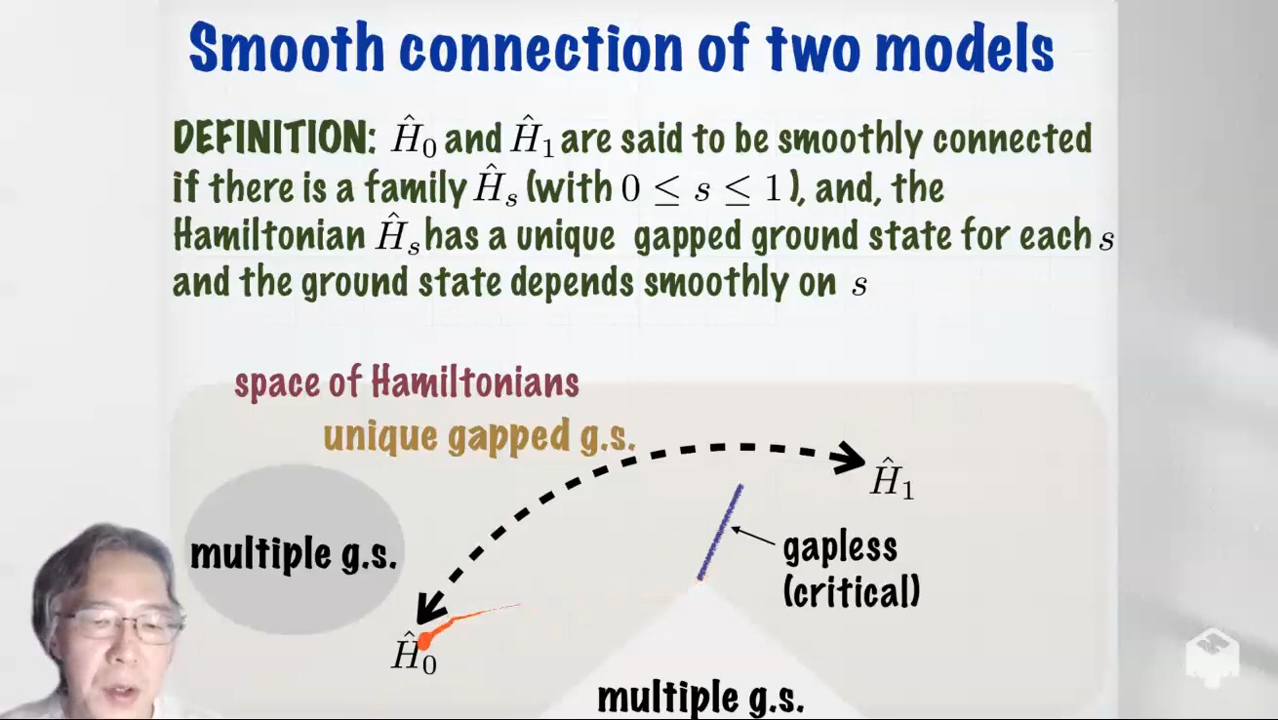 Smooth connection of two models
DEFINITION: Ĥ₀ and Ĥ₁ are said to be smoothly connected
if there is a family Ĥₛ (with 0 ≤ s ≤ 1), and, the
Hamiltonian Ĥₛ has a unique gapped ground state for each s
and the ground state depends smoothly on s
space of Hamiltonians
unique gapped g.s.
Ĥ₁
multiple g.s.
gapless
(critical)
Ĥ₀
multiple g.s.